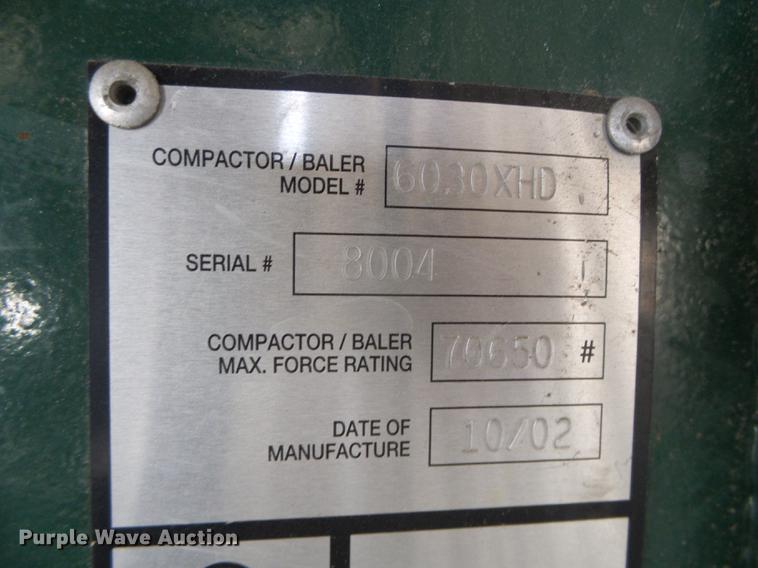 COMPACTOR / BALER
MODEL # 6030XHD
SERIAL # 8004
COMPACTOR / BALER
MAX. FORCE RATING 70650 #
DATE OF
MANUFACTURE 10/02
Purple Wave Auction